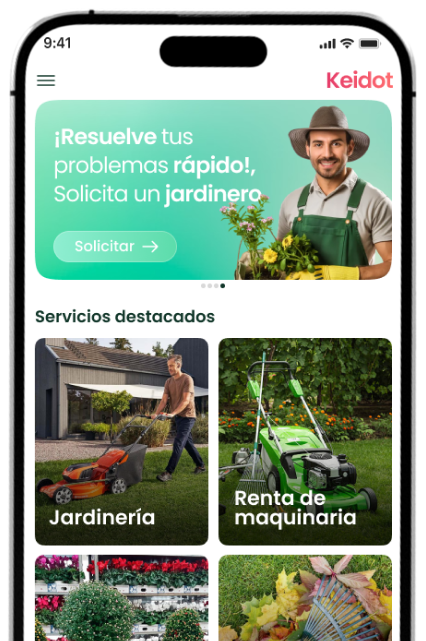 9:41
Keidot
¡Resuelve tus
problemas rápido!,
Solicita un jardinero
Solicitar →
Servicios destacados
Jardinería
Renta de
maquinaria